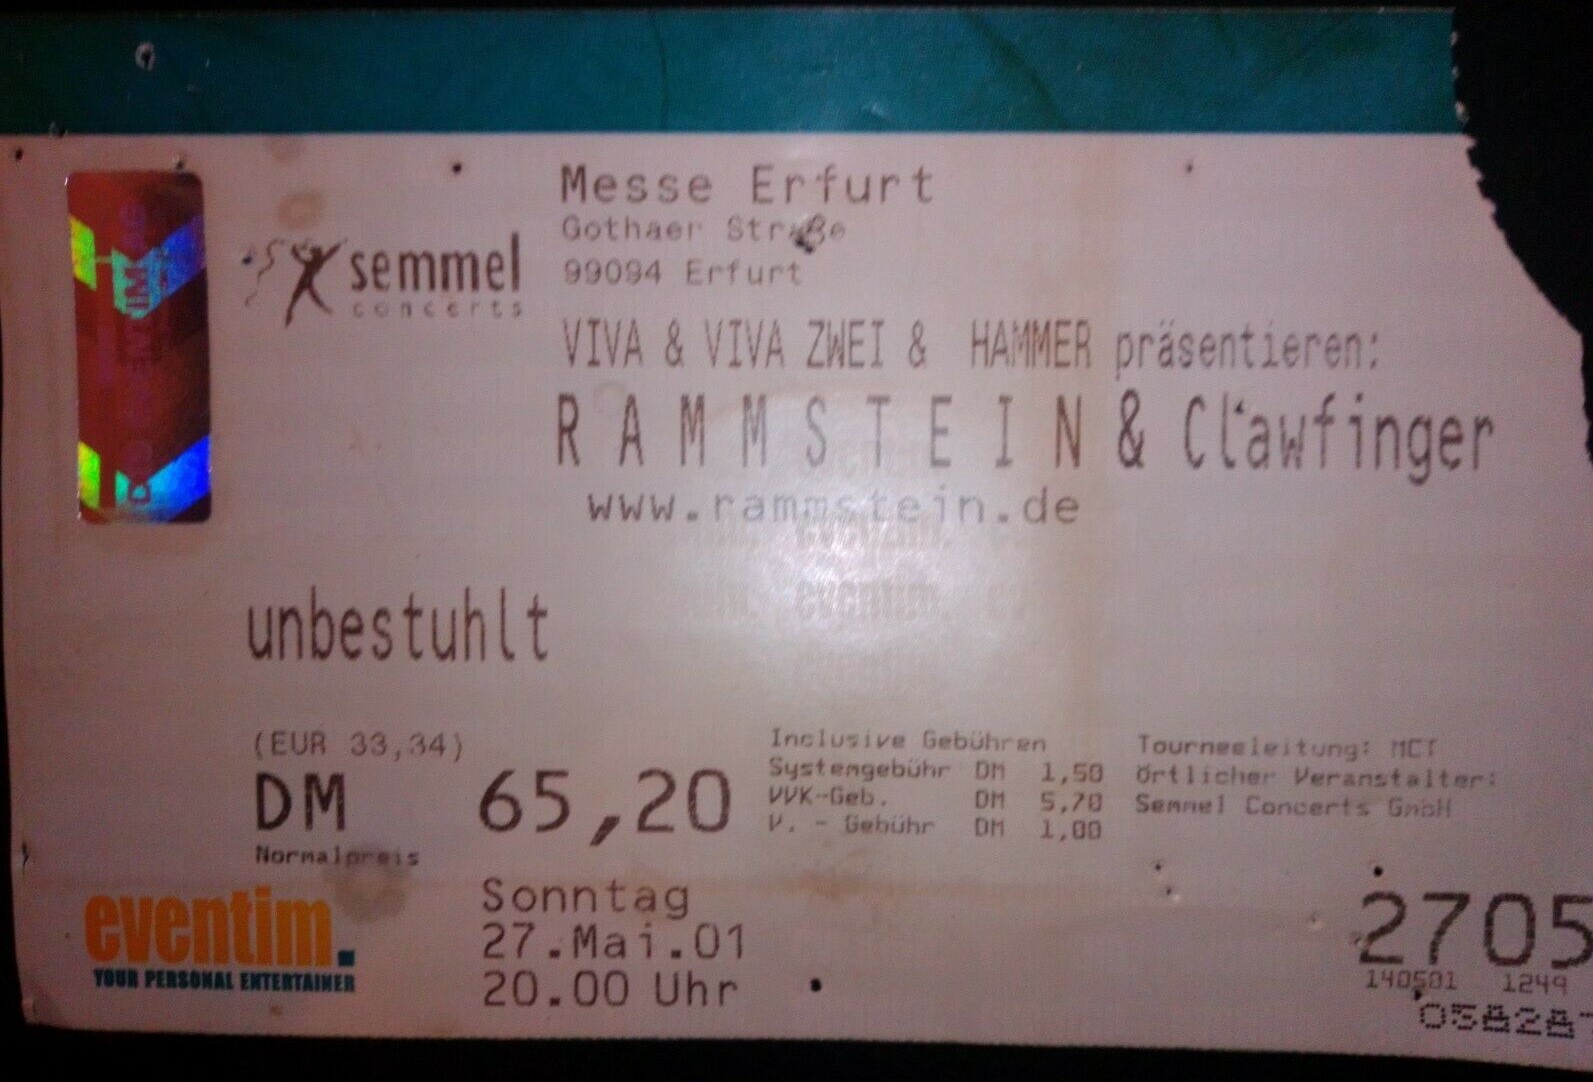 Messe Erfurt
Gothaer Straße
99094 Erfurt
semmel
concerts
VIVA & VIVA ZWEI & HAMMER präsentieren:
RAMMSTEIN & Clawfinger
www.rammstein.de
eventim.
eventim.
unbestuhlt
(EUR 33,34)
DM 65,20
Normalpreis
Inclusive Gebühren
Systemgebühr DM 1,50
VVK-Geb. DM 5,70
V. - Gebühr DM 1,00
Tourneeleitung: MCT
örtlicher Veranstalter:
Semmel Concerts GmbH
eventim.
YOUR PERSONAL ENTERTAINER
Sonntag
27.Mai.01
20.00 Uhr
2705
140501 1249